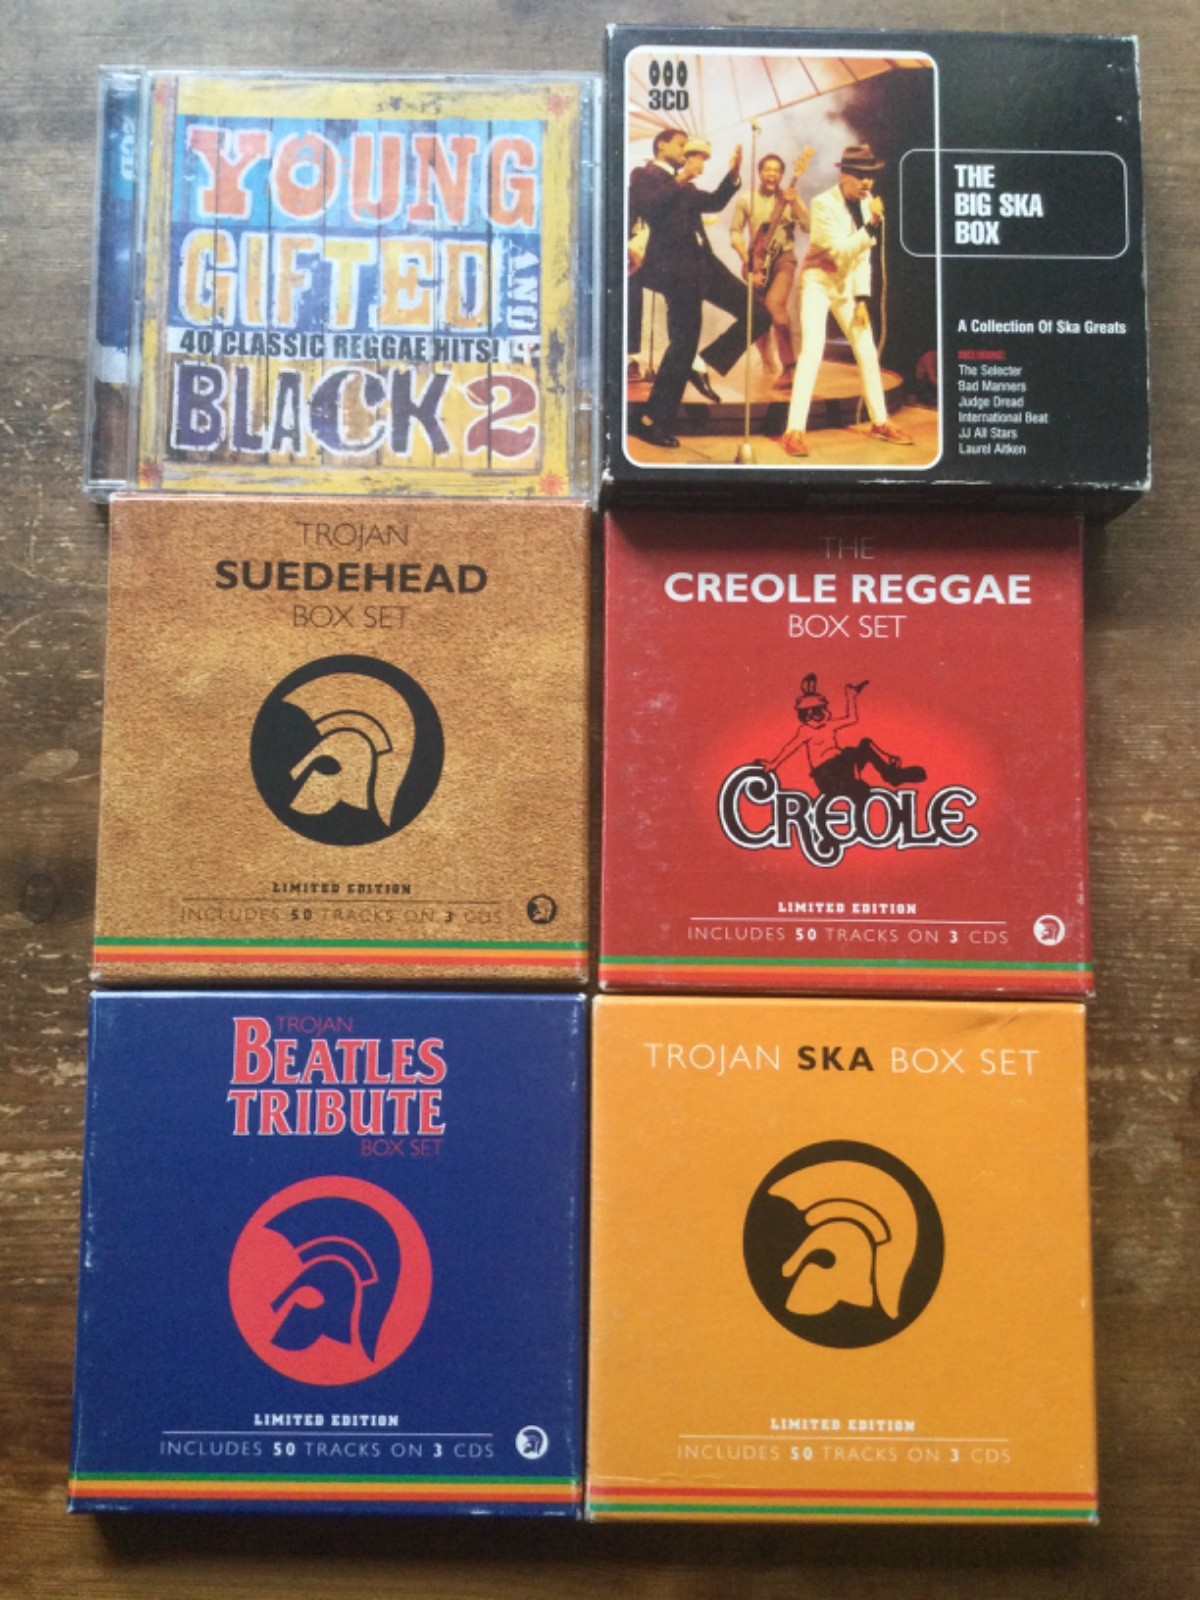 2CD
YOUNG
GIFTED
AND
40 CLASSIC REGGAE HITS!
BLACK 2
3CD
THE
BIG SKA
BOX
A Collection Of Ska Greats
INCLUDING:
The Selecter
Bad Manners
Judge Dread
International Beat
JJ All Stars
Laurel Aitken
TROJAN
SUEDEHEAD
BOX SET
LIMITED EDITION
INCLUDES 50 TRACKS ON 3 CDS
THE
CREOLE REGGAE
BOX SET
CREOLE
LIMITED EDITION
INCLUDES 50 TRACKS ON 3 CDS
TROJAN
BEATLES
TRIBUTE
BOX SET
LIMITED EDITION
INCLUDES 50 TRACKS ON 3 CDS
TROJAN SKA BOX SET
LIMITED EDITION
INCLUDES 50 TRACKS ON 3 CDS